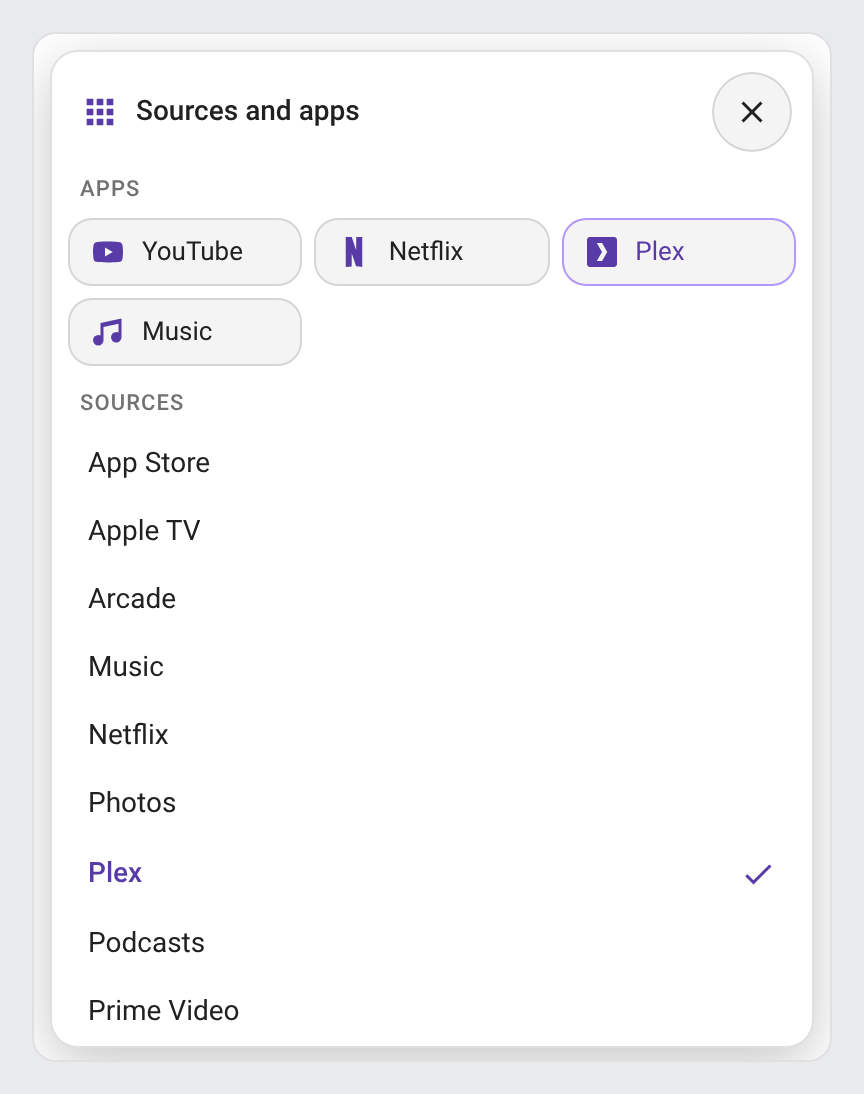 Sources and apps
APPS
YouTube Netflix Plex
Music
SOURCES
App Store
Apple TV
Arcade
Music
Netflix
Photos
Plex
Podcasts
Prime Video